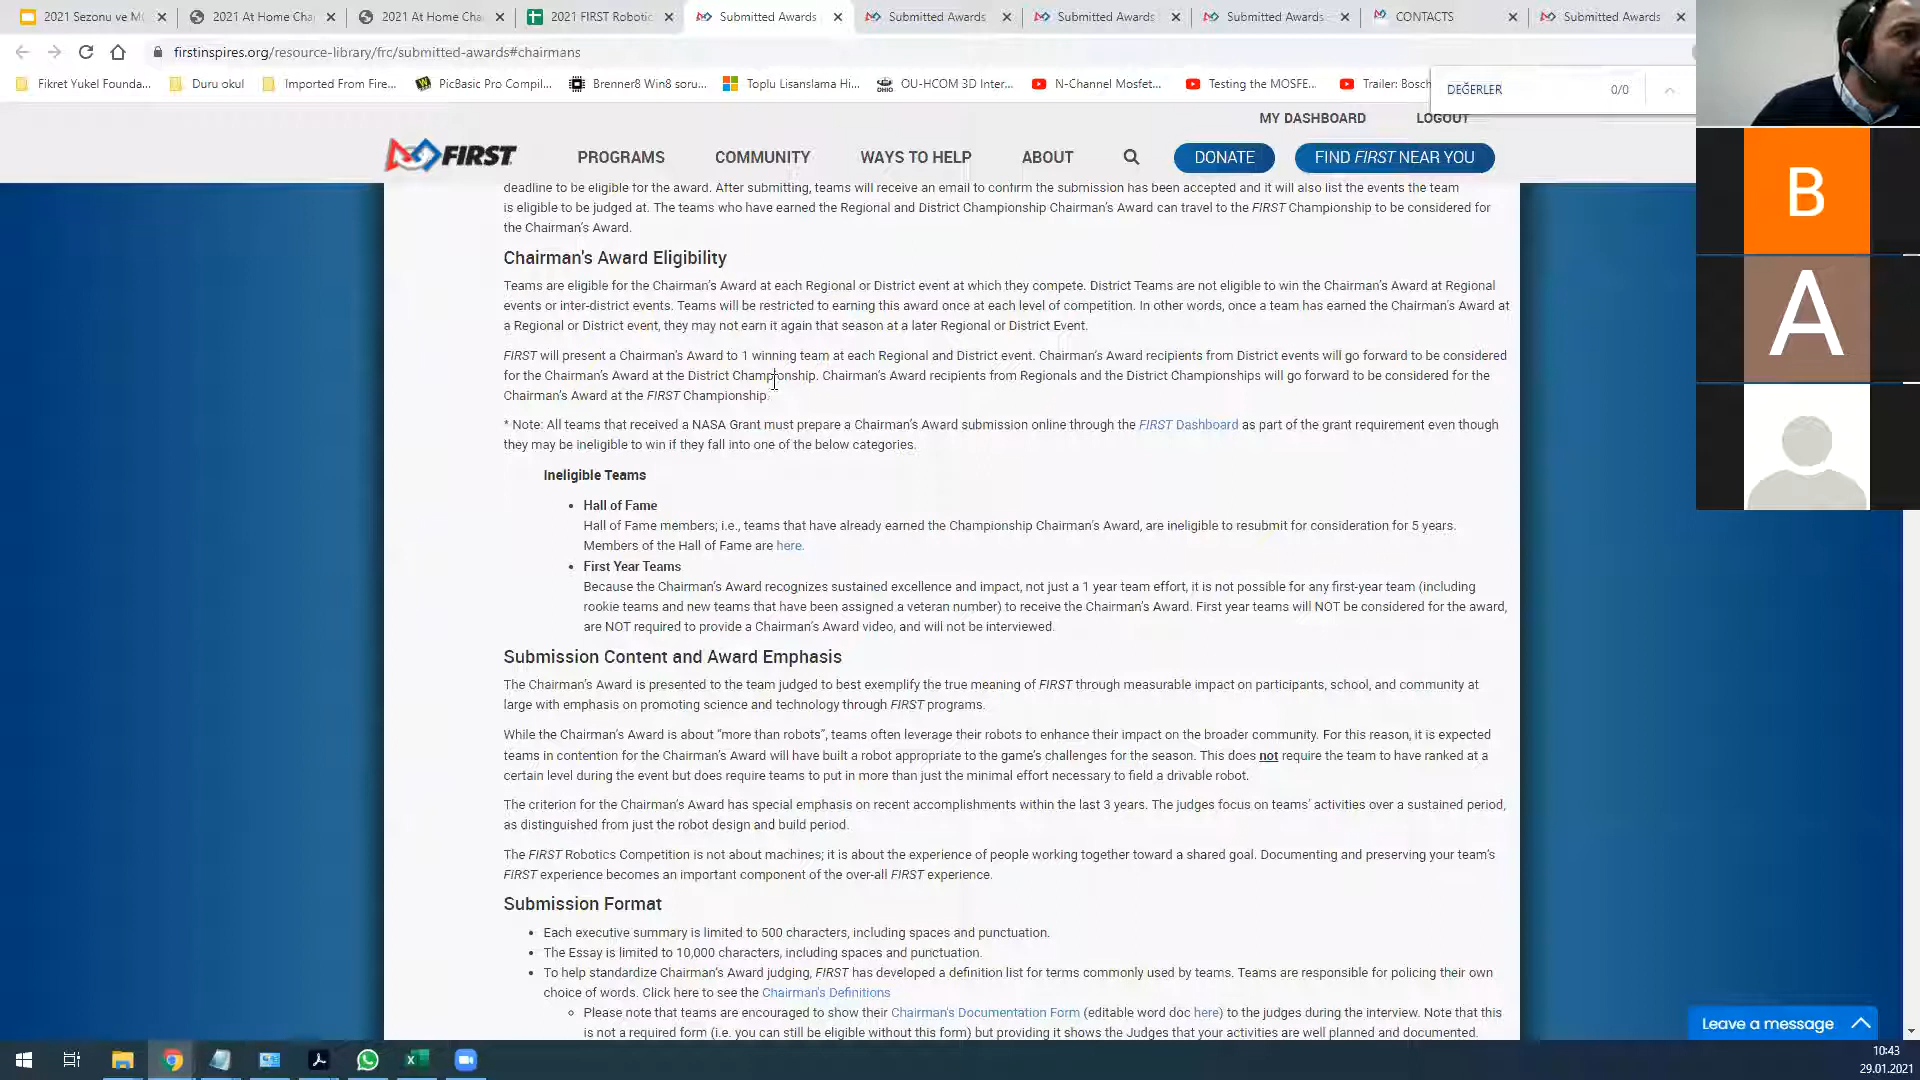 2021 Sezonu ve M
2021 At Home Cha
2021 At Home Cha
2021 FIRST Robotic
Submitted Awards
Submitted Awards
Submitted Awards
Submitted Awards
CONTACTS
Submitted Awards
firstinspires.org/resource-library/frc/submitted-awards#chairmans
Fikret Yukel Founda...
Duru okul
Imported From Fire...
PicBasic Pro Compil...
Brenner8 Win8 soru...
Toplu Lisanslama Hi...
OU-HCOM 3D Inter...
N-Channel Mosfet...
Testing the MOSFE...
Trailer: Bosch
DEĞERLER 0/0
MY DASHBOARD LOGOUT
FIRST PROGRAMS COMMUNITY WAYS TO HELP ABOUT DONATE FIND FIRST NEAR YOU
deadline to be eligible for the award. After submitting, teams will receive an email to confirm the submission has been accepted and it will also list the events the team
is eligible to be judged at. The teams who have earned the Regional and District Championship Chairman's Award can travel to the FIRST Championship to be considered for
the Chairman's Award.
Chairman's Award Eligibility
Teams are eligible for the Chairman's Award at each Regional or District event at which they compete. District Teams are not eligible to win the Chairman's Award at Regional
events or inter-district events. Teams will be restricted to earning this award once at each level of competition. In other words, once a team has earned the Chairman's Award at
a Regional or District event, they may not earn it again that season at a later Regional or District Event.
FIRST will present a Chairman's Award to 1 winning team at each Regional and District event. Chairman's Award recipients from District events will go forward to be considered
for the Chairman's Award at the District Championship. Chairman's Award recipients from Regionals and the District Championships will go forward to be considered for the
Chairman's Award at the FIRST Championship.
* Note: All teams that received a NASA Grant must prepare a Chairman's Award submission online through the FIRST Dashboard as part of the grant requirement even though
they may be ineligible to win if they fall into one of the below categories.
Ineligible Teams
• Hall of Fame
Hall of Fame members; i.e., teams that have already earned the Championship Chairman's Award, are ineligible to resubmit for consideration for 5 years.
Members of the Hall of Fame are here.
• First Year Teams
Because the Chairman's Award recognizes sustained excellence and impact, not just a 1 year team effort, it is not possible for any first-year team (including
rookie teams and new teams that have been assigned a veteran number) to receive the Chairman's Award. First year teams will NOT be considered for the award,
are NOT required to provide a Chairman's Award video, and will not be interviewed.
Submission Content and Award Emphasis
The Chairman's Award is presented to the team judged to best exemplify the true meaning of FIRST through measurable impact on participants, school, and community at
large with emphasis on promoting science and technology through FIRST programs.
While the Chairman's Award is about "more than robots", teams often leverage their robots to enhance their impact on the broader community. For this reason, it is expected
teams in contention for the Chairman's Award will have built a robot appropriate to the game's challenges for the season. This does not require the team to have ranked at a
certain level during the event but does require teams to put in more than just the minimal effort necessary to field a drivable robot.
The criterion for the Chairman's Award has special emphasis on recent accomplishments within the last 3 years. The judges focus on teams' activities over a sustained period,
as distinguished from just the robot design and build period.
The FIRST Robotics Competition is not about machines; it is about the experience of people working together toward a shared goal. Documenting and preserving your team's
FIRST experience becomes an important component of the over-all FIRST experience.
Submission Format
• Each executive summary is limited to 500 characters, including spaces and punctuation.
• The Essay is limited to 10,000 characters, including spaces and punctuation.
• To help standardize Chairman's Award judging, FIRST has developed a definition list for terms commonly used by teams. Teams are responsible for policing their own
choice of words. Click here to see the Chairman's Definitions
Please note that teams are encouraged to show their Chairman's Documentation Form (editable word doc here) to the judges during the interview. Note that this
is not a required form (i.e. you can still be eligible without this form) but providing it shows the Judges that your activities are well planned and documented.
B
A
Leave a message
10:43
29.01.2021